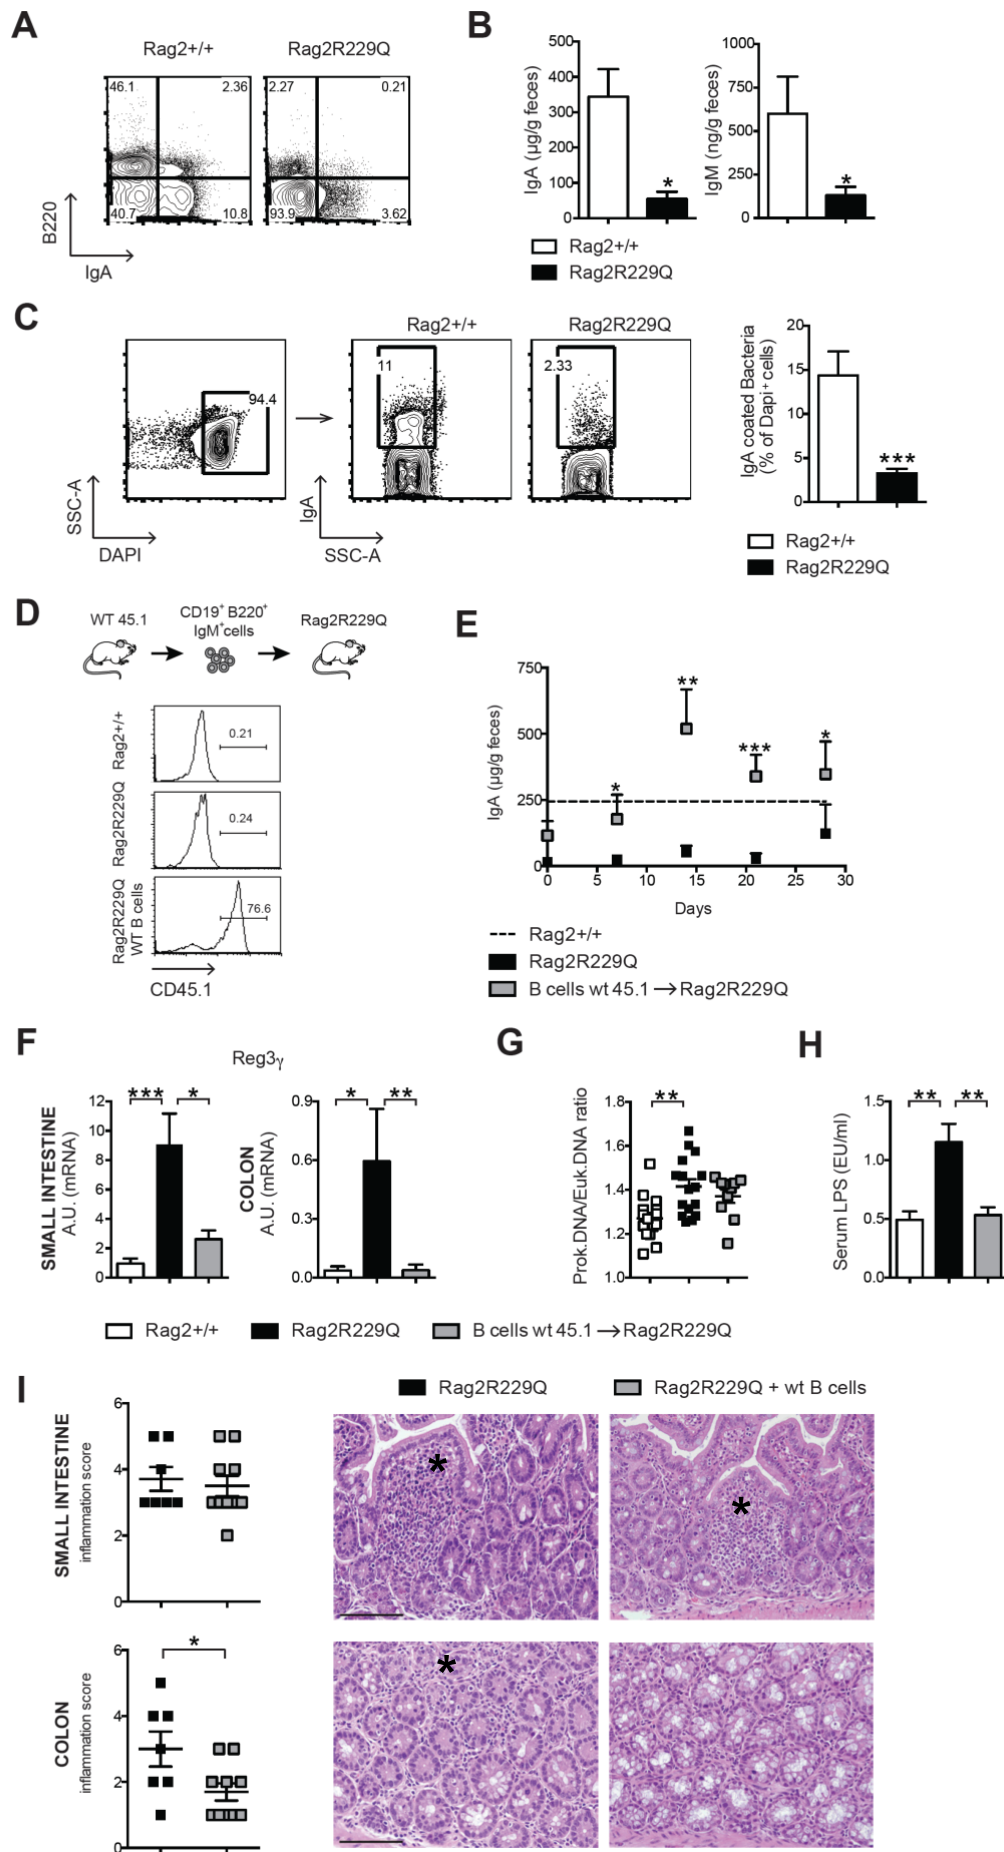 A
Rag2+/+
Rag2R229Q
46.1
2.36
40.7
10.8
2.27
0.21
93.9
3.62
B220
IgA
B
IgA (µg/g feces)
500
400
300
200
100
0
*
IgM (ng/g feces)
1000
750
500
250
0
*
Rag2+/+
Rag2R229Q
C
94.4
SSC-A
DAPI
Rag2+/+
Rag2R229Q
11
2.33
IgA
SSC-A
IgA coated Bacteria
(% of Dapi+ cells)
20
15
10
5
0
***
Rag2+/+
Rag2R229Q
D
WT 45.1
CD19+ B220+
IgM+cells
Rag2R229Q
Rag2+/+
0.21
Rag2R229Q
0.24
Rag2R229Q
WT B cells
76.6
CD45.1
E
IgA (µg/g feces)
750
500
250
0
*
**
***
*
0
5
10
15
20
25
30
Days
Rag2+/+
Rag2R229Q
B cells wt 45.1 → Rag2R229Q
F
Reg3γ
SMALL INTESTINE
A.U. (mRNA)
12
10
8
6
4
2
0
***
*
COLON
A.U. (mRNA)
0.9
0.6
0.3
0.0
*
**
G
Prok.DNA/Euk.DNA ratio
1.8
1.6
1.4
1.2
1.0
**
H
Serum LPS (EU/ml)
1.5
1.0
0.5
0.0
**
**
Rag2+/+
Rag2R229Q
B cells wt 45.1 → Rag2R229Q
I
Rag2R229Q
Rag2R229Q + wt B cells
SMALL INTESTINE
inflammation score
6
4
2
0
*
*
COLON
inflammation score
6
4
2
0
*
*